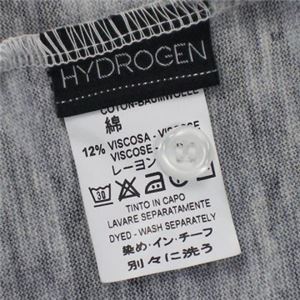 HYDROGEN
COTON-BAUMWOLLE
綿
12% VISCOSA - VISCOSE
VISCOSE -
レーヨン
30
TINTO IN CAPO
LAVARE SEPARATAMENTE
DYED - WASH SEPARATELY
染め・イン・チーフ
別々に洗う